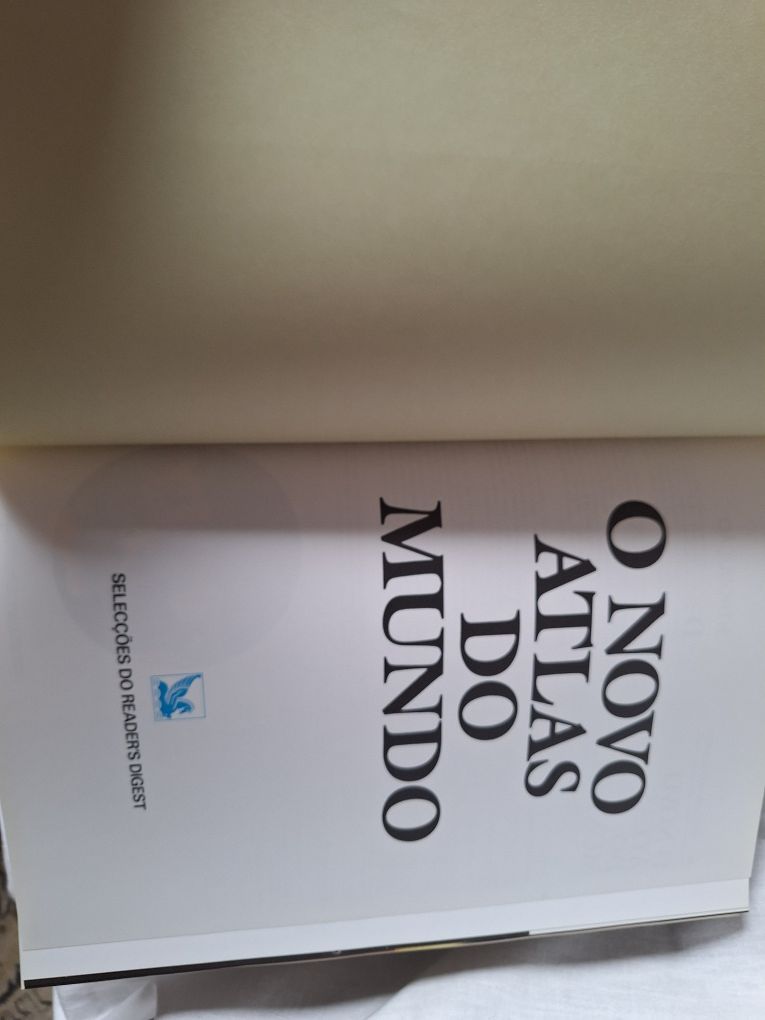 O NOVO
ATLAS
DO
MUNDO
SELECÇÕES DO READER'S DIGEST